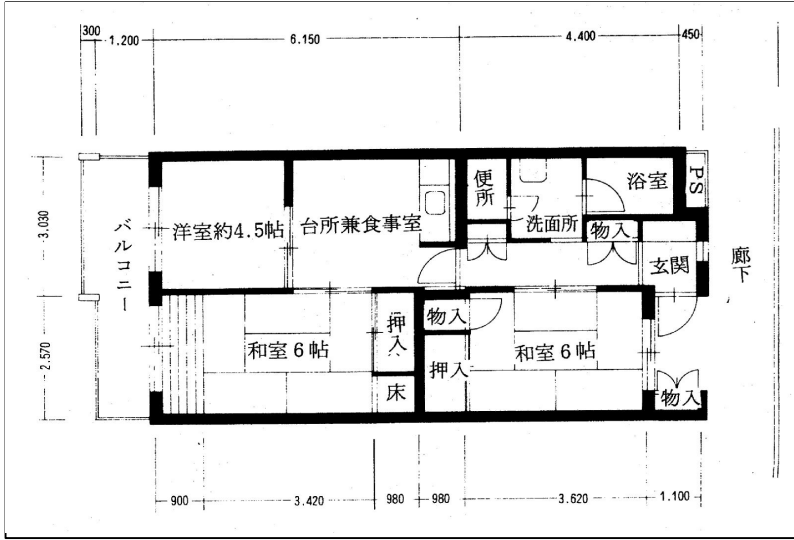 300
1.200
6.150
4.400
450
3.030
2.570
バルコニー
洋室約4.5帖
台所兼食事室
便所
洗面所
浴室
PS
物入
玄関
廊下
和室6帖
押入
床
物入
押入
和室6帖
物入
900
3.420
980
980
3.620
1.100